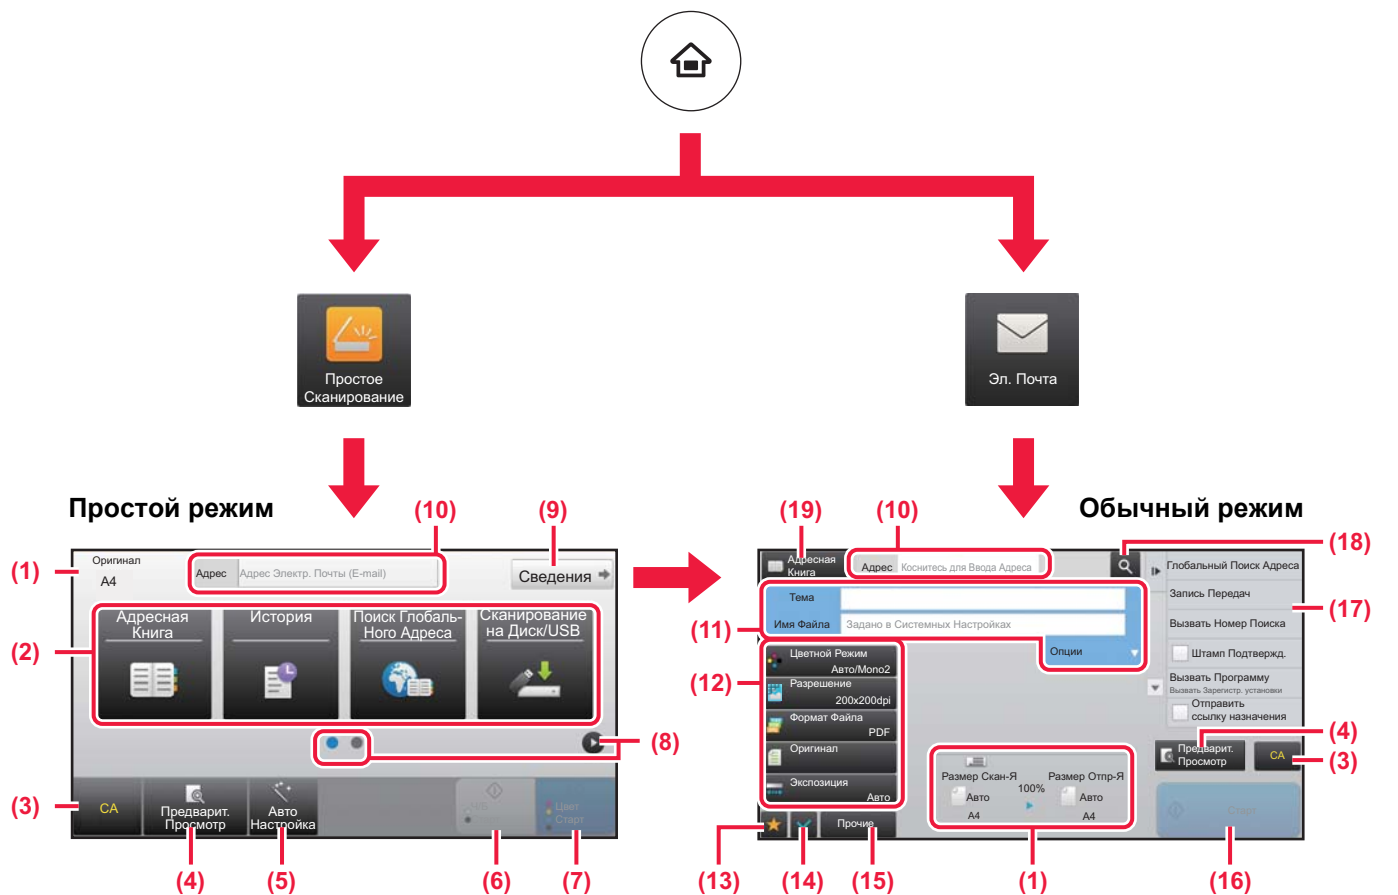 Простое
Сканирование
Эл. Почта
Простой режим
(10)
(9)
(1)
Оригинал
A4
Адрес
Адрес Электр. Почты (E-mail)
Сведения
(2)
Адресная
Книга
История
Поиск Глобаль-
Ного Адреса
Сканирование
на Диск/USB
(8)
(3)
CA
Предварит.
Просмотр
Авто
Настройка
Цвет
Старт
(4)
(5)
(6)
(7)
Обычный режим
(19)
(10)
(18)
Адресная
Книга
Адрес
Коснитесь для Ввода Адреса
Глобальный Поиск Адреса
Запись Передач
(17)
Вызвать Номер Поиска
Штамп Подтвержд.
Вызвать Программу
Вызвать Зарегистр. установки
Отправить
ссылку назначения
(11)
Тема
Имя Файла
Задано в Системных Настройках
Опции
(12)
Цветной Режим
Авто/Mono2
Разрешение
200x200dpi
Формат Файла
PDF
Оригинал
Экспозиция
Авто
Размер Скан-Я
100%
Размер Отпр-Я
Авто
Авто
A4
A4
Предварит.
Просмотр
(4)
CA
(3)
Прочие
Старт
(13)
(14)
(15)
(1)
(16)